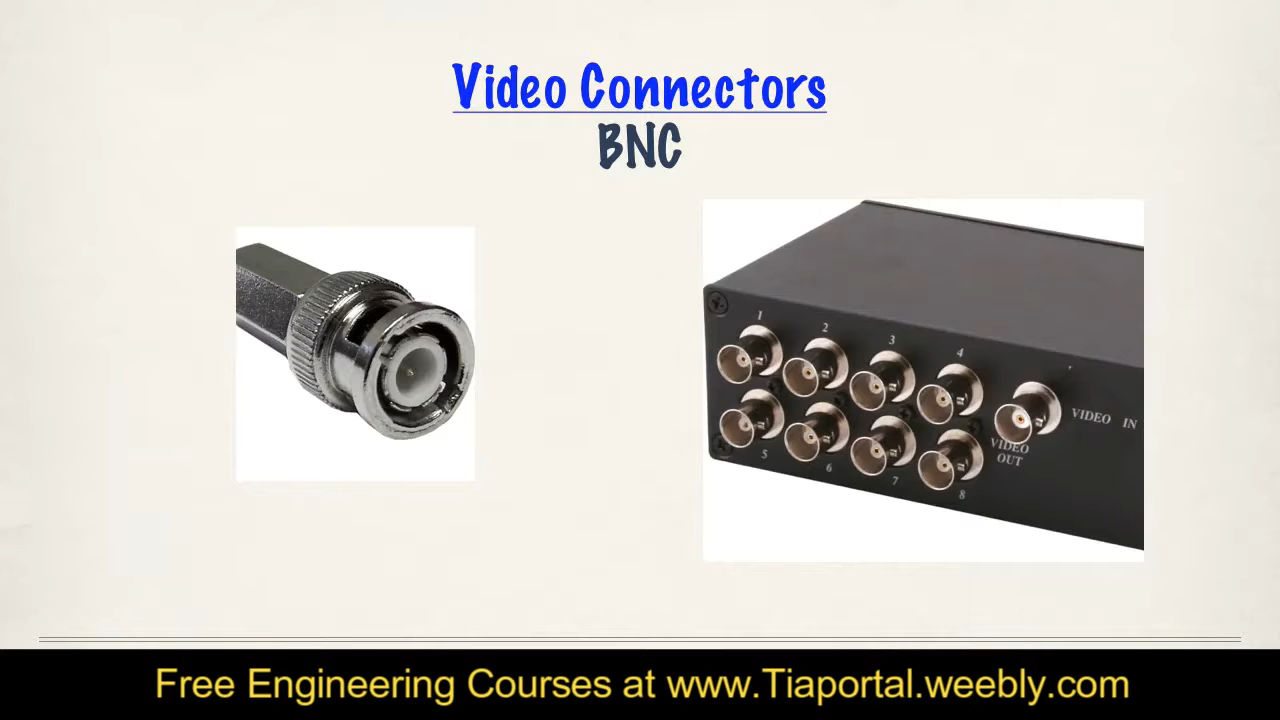 Video Connectors
BNC
1
2
3
4
VIDEO IN
VIDEO
OUT
5
6
7
8
Free Engineering Courses at www.Tiaportal.weebly.com